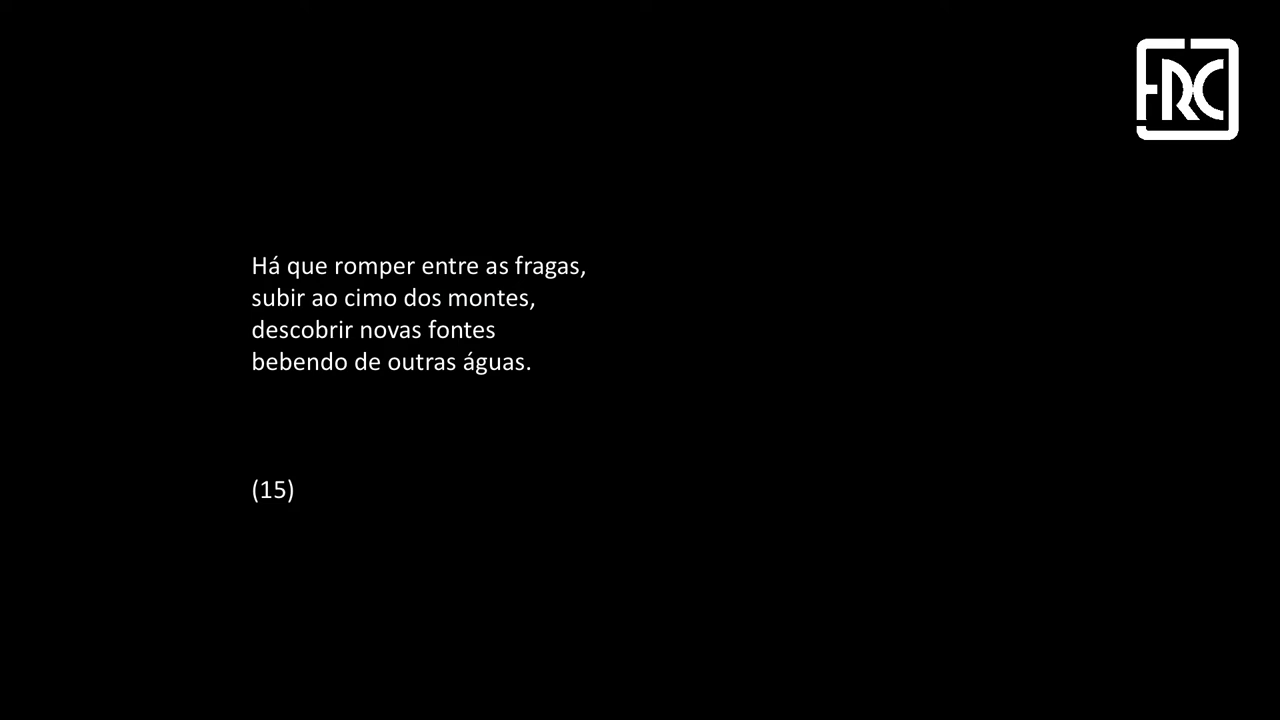 FRC
Há que romper entre as fragas,
subir ao cimo dos montes,
descobrir novas fontes
bebendo de outras águas.
(15)